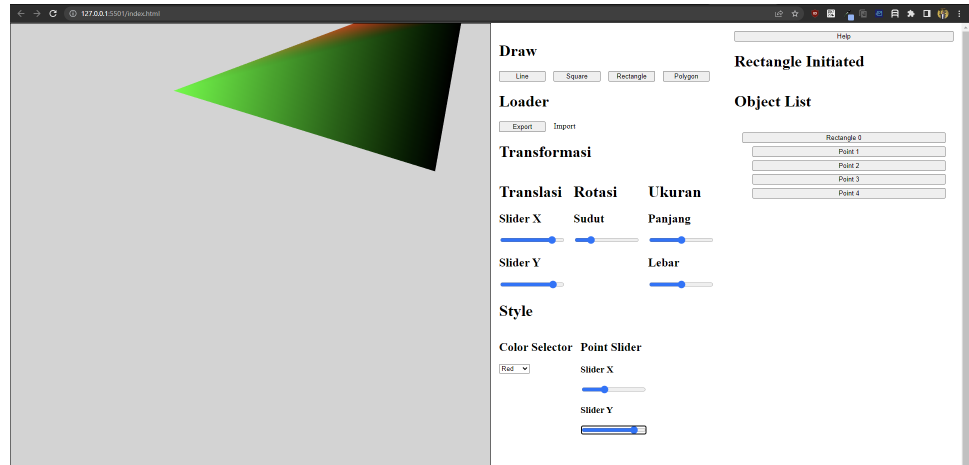 127.0.0.1:5501/index.html
Draw
Line
Square
Rectangle
Polygon
Loader
Export
Import
Transformasi
Translasi
Rotasi
Ukuran
Slider X
Sudut
Panjang
Slider Y
Lebar
Style
Color Selector
Point Slider
Red
Slider X
Slider Y
Help
Rectangle Initiated
Object List
Rectangle 0
Point 1
Point 2
Point 3
Point 4